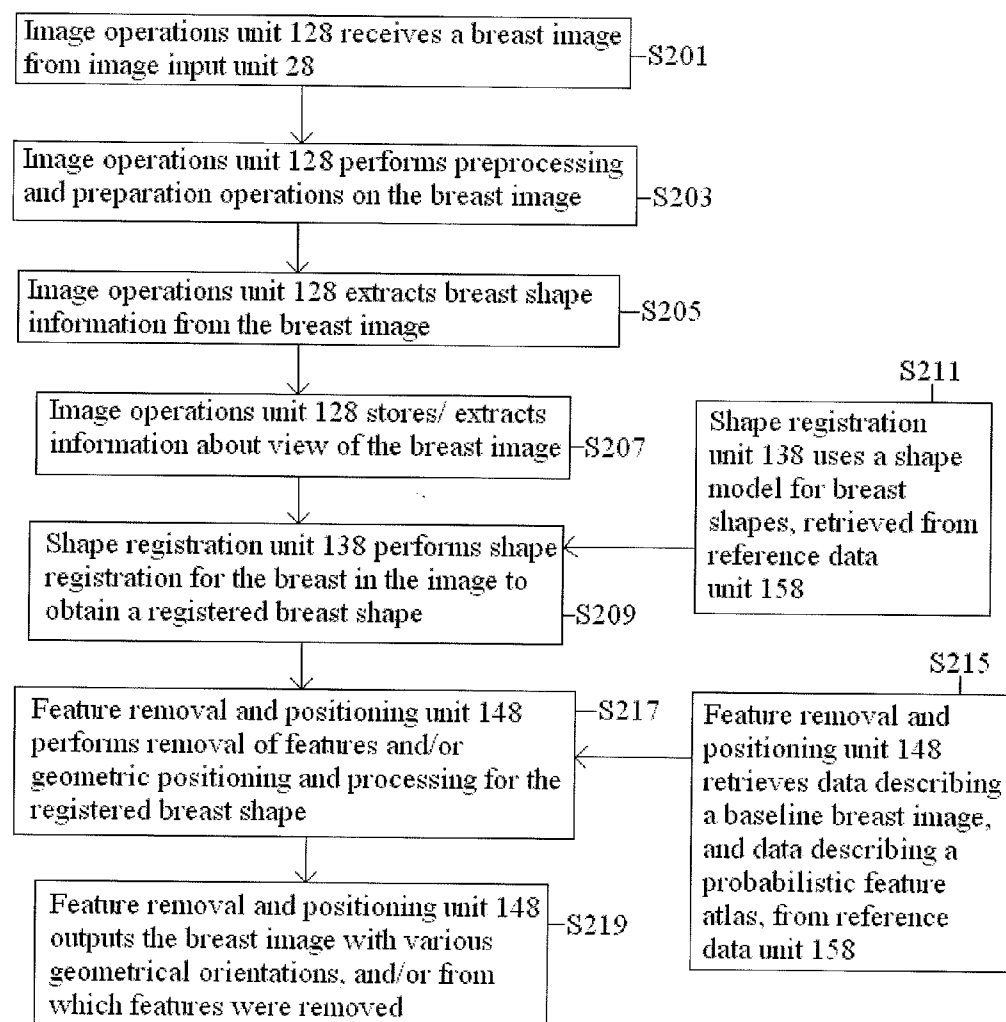 Image operations unit 128 receives a breast image
from image input unit 28
S201
Image operations unit 128 performs preprocessing
and preparation operations on the breast image
S203
Image operations unit 128 extracts breast shape
information from the breast image
S205
Image operations unit 128 stores/ extracts
information about view of the breast image
S207
S211
Shape registration
unit 138 uses a shape
model for breast
shapes, retrieved from
reference data
unit 158
Shape registration unit 138 performs shape
registration for the breast in the image to
obtain a registered breast shape
S209
S215
Feature removal and
positioning unit 148
retrieves data describing
a baseline breast image,
and data describing a
probabilistic feature
atlas, from reference
data unit 158
Feature removal and positioning unit 148
performs removal of features and/or
geometric positioning and processing for the
registered breast shape
S217
Feature removal and positioning unit 148
outputs the breast image with various
geometrical orientations, and/or from
which features were removed
S219